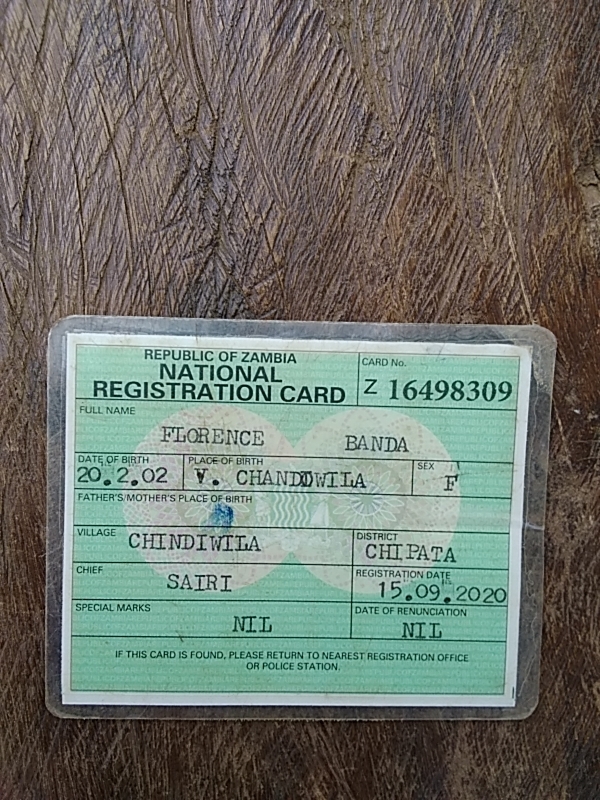 REPUBLIC OF ZAMBIA
NATIONAL
REGISTRATION CARD
CARD No.
Z 16498309
FULL NAME
FLORENCE BANDA
DATE OF BIRTH PLACE OF BIRTH SEX
20.2.02 V. CHANDIWILA F
FATHER'S/MOTHER'S PLACE OF BIRTH
VILLAGE CHINDIWILA
DISTRICT
CHIPATA
CHIEF
SAIRI
REGISTRATION DATE
15.09.2020
SPECIAL MARKS
NIL
DATE OF RENUNCIATION
NIL
IF THIS CARD IS FOUND, PLEASE RETURN TO NEAREST REGISTRATION OFFICE
OR POLICE STATION.